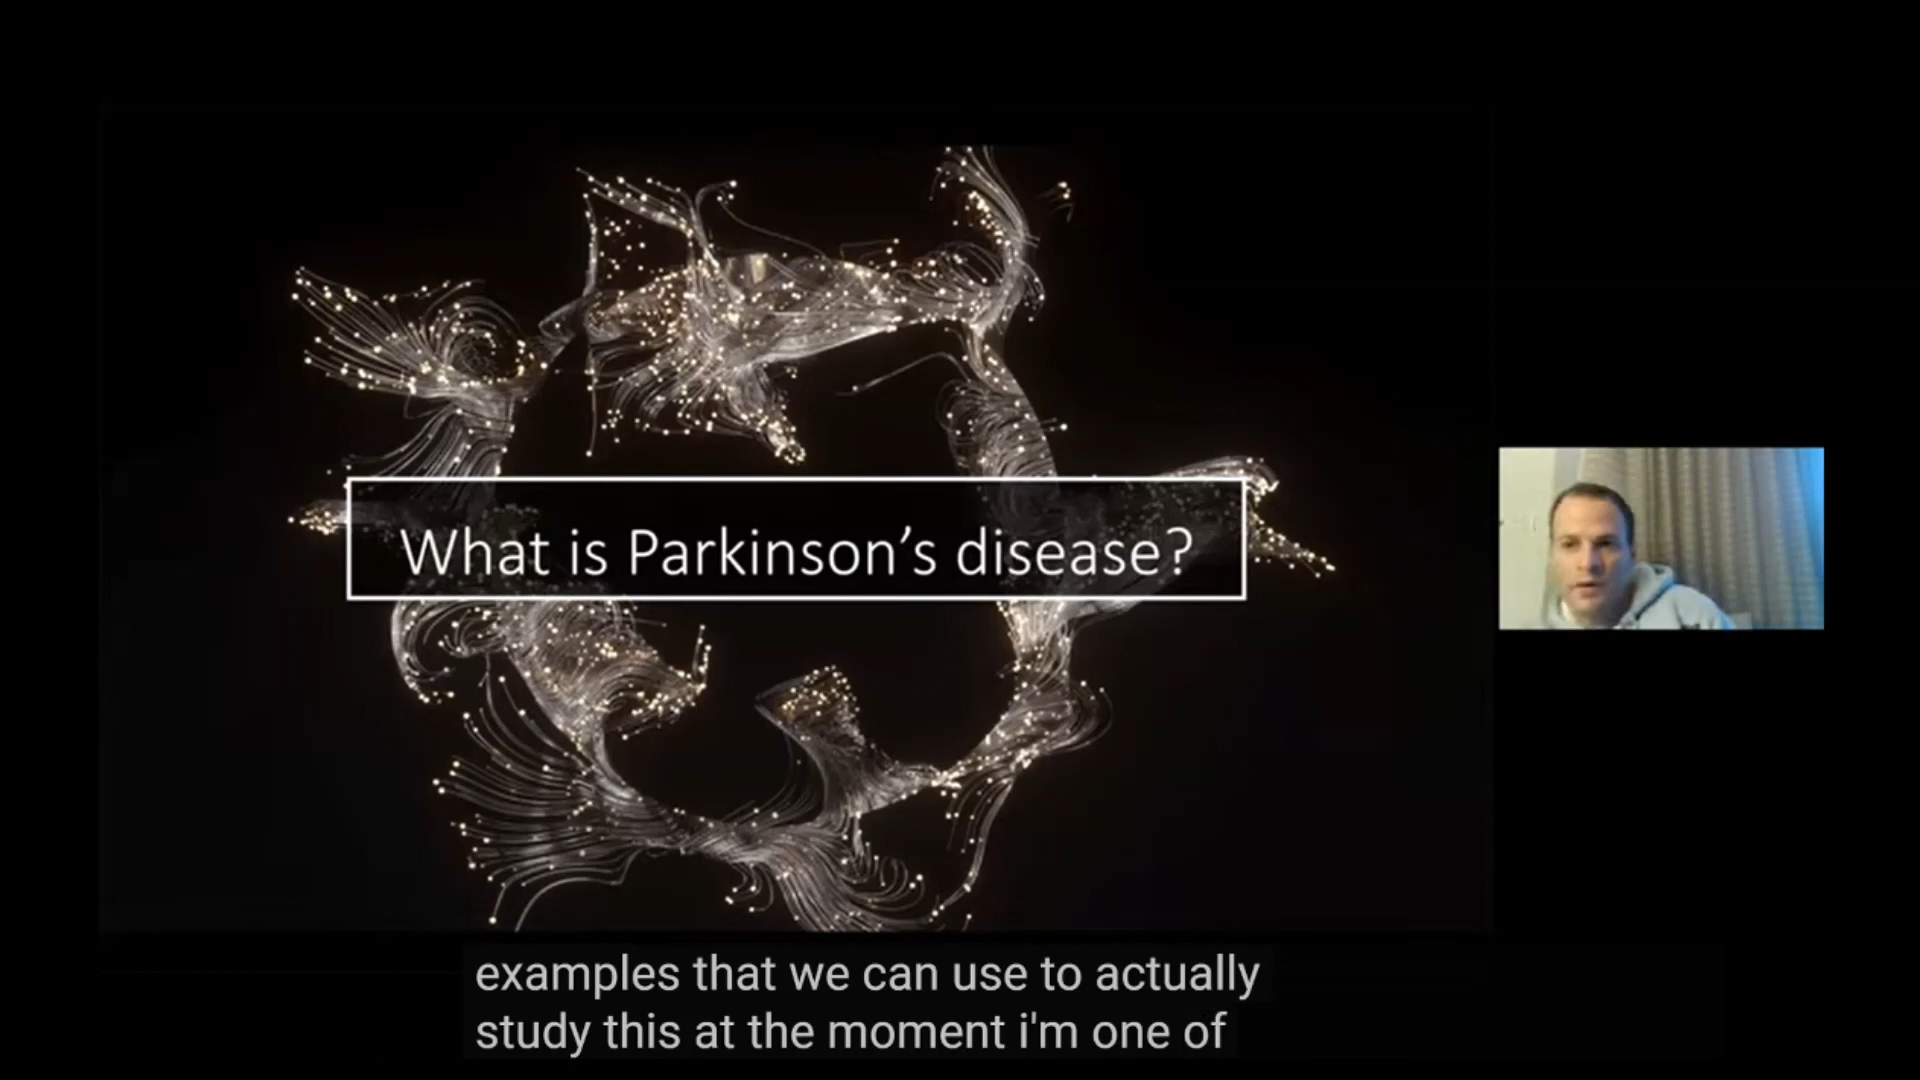 What is Parkinson’s disease?
examples that we can use to actually
study this at the moment i'm one of